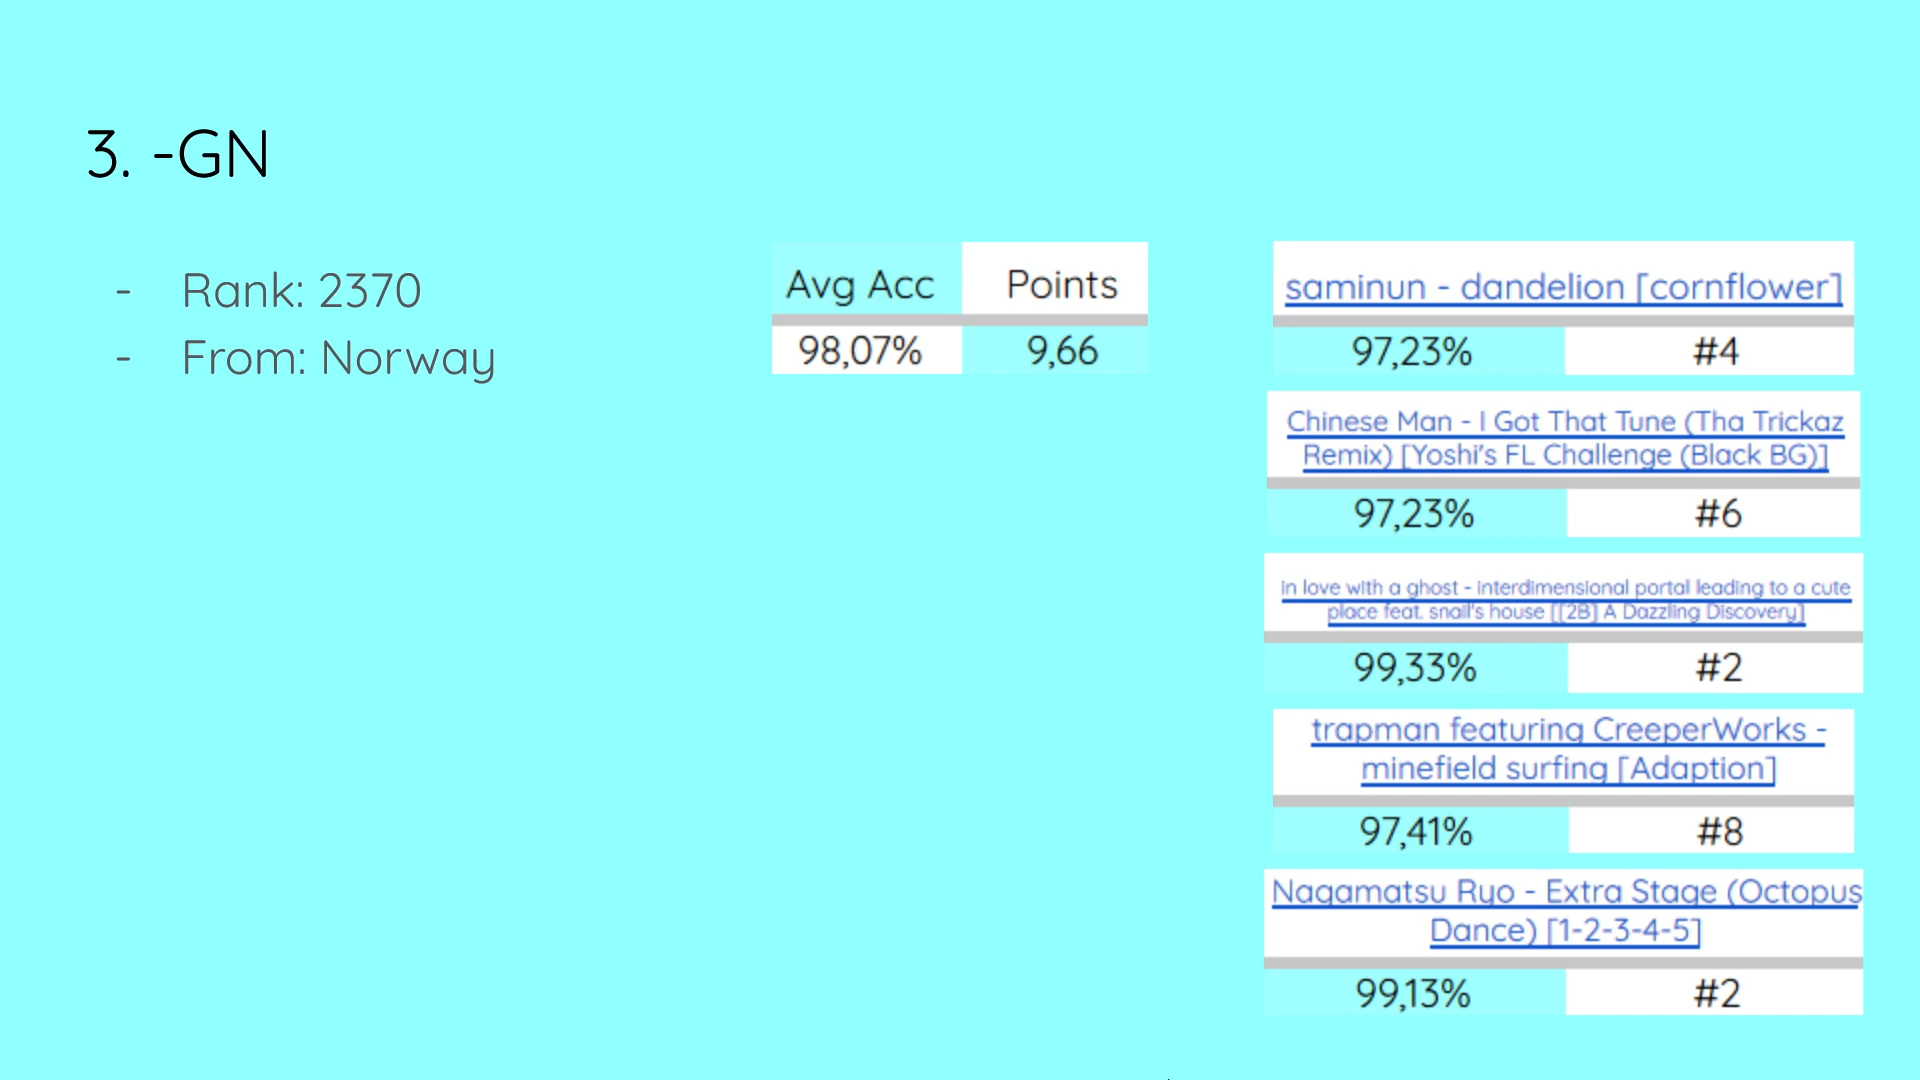 3. -GN
- Rank: 2370
- From: Norway
Avg Acc Points
98,07% 9,66
saminun - dandelion [cornflower]
97,23% #4
Chinese Man - I Got That Tune (Tha Trickaz
Remix) [Yoshi's FL Challenge (Black BG)]
97,23% #6
in love with a ghost - interdimensional portal leading to a cute
place feat. snail's house [[2B] A Dazzling Discovery]
99,33% #2
trapman featuring CreeperWorks -
minefield surfing [Adaption]
97,41% #8
Nagamatsu Ryo - Extra Stage (Octopus
Dance) [1-2-3-4-5]
99,13% #2